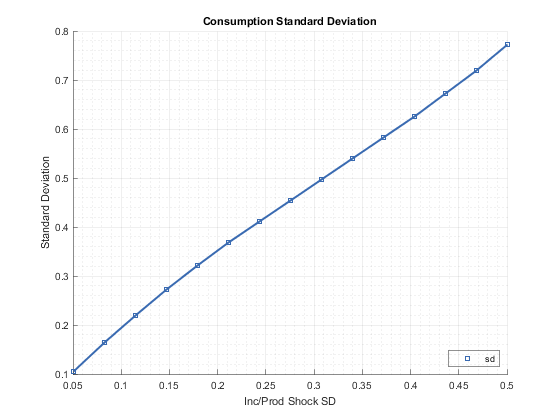 Consumption Standard Deviation
0.8
0.7
0.6
0.5
0.4
0.3
0.2
0.1
Standard Deviation
sd
0.05 0.1 0.15 0.2 0.25 0.3 0.35 0.4 0.45 0.5
Inc/Prod Shock SD